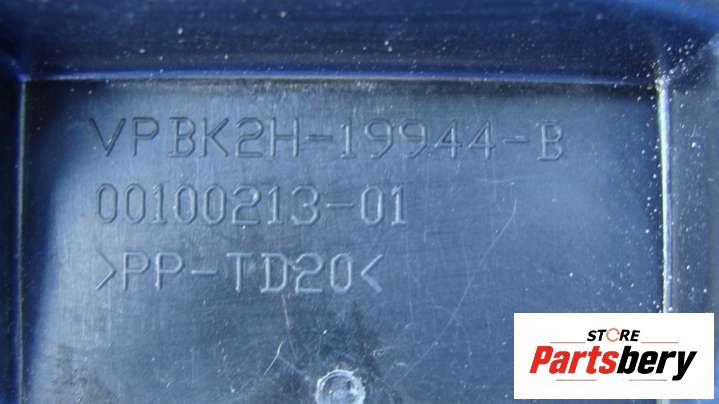 VPBK2H-19944-B
00100213-01
>PP-TD20<
STORE
Partsbery